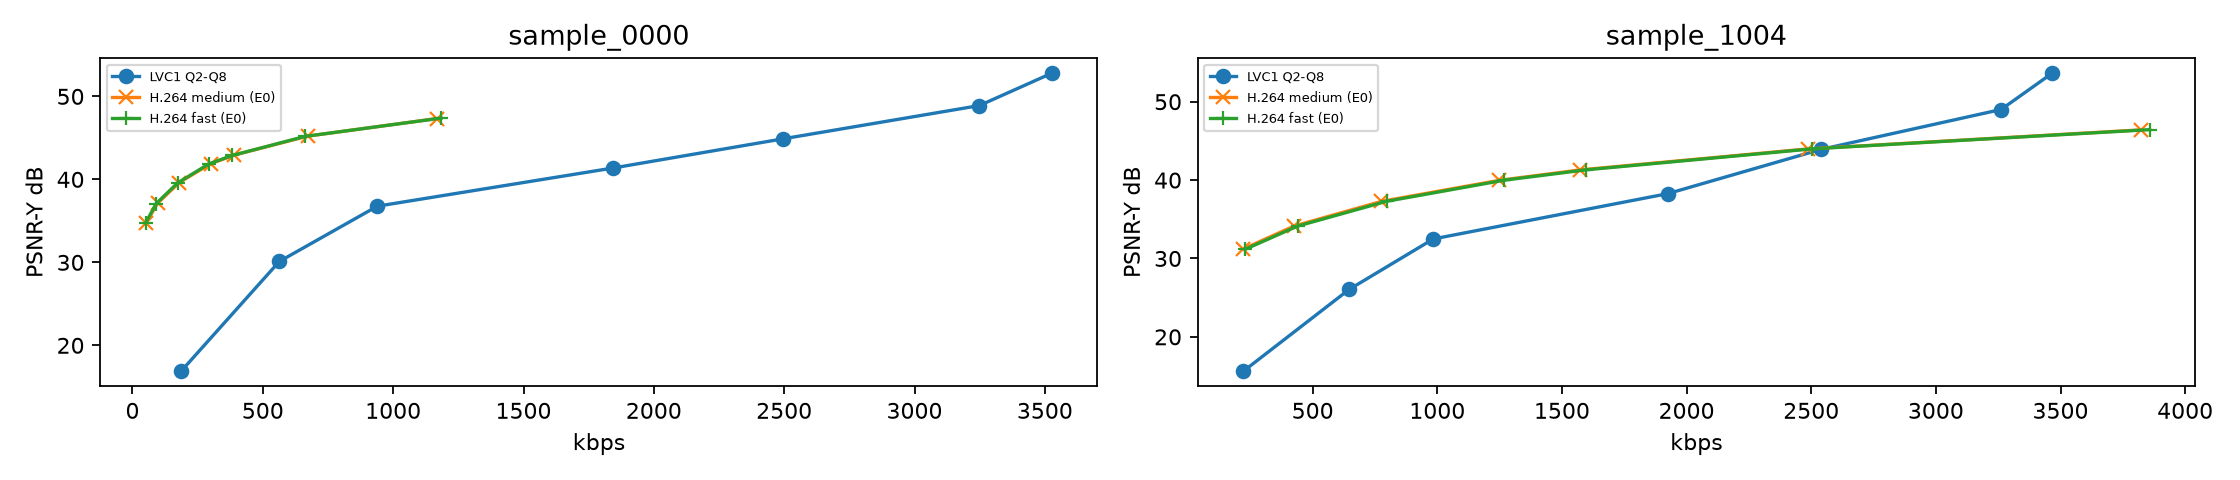 sample_0000
LVC1 Q2-Q8
H.264 medium (E0)
H.264 fast (E0)
PSNR-Y dB
50
40
30
20
0 500 1000 1500 2000 2500 3000 3500
kbps
sample_1004
LVC1 Q2-Q8
H.264 medium (E0)
H.264 fast (E0)
PSNR-Y dB
50
40
30
20
500 1000 1500 2000 2500 3000 3500 4000
kbps